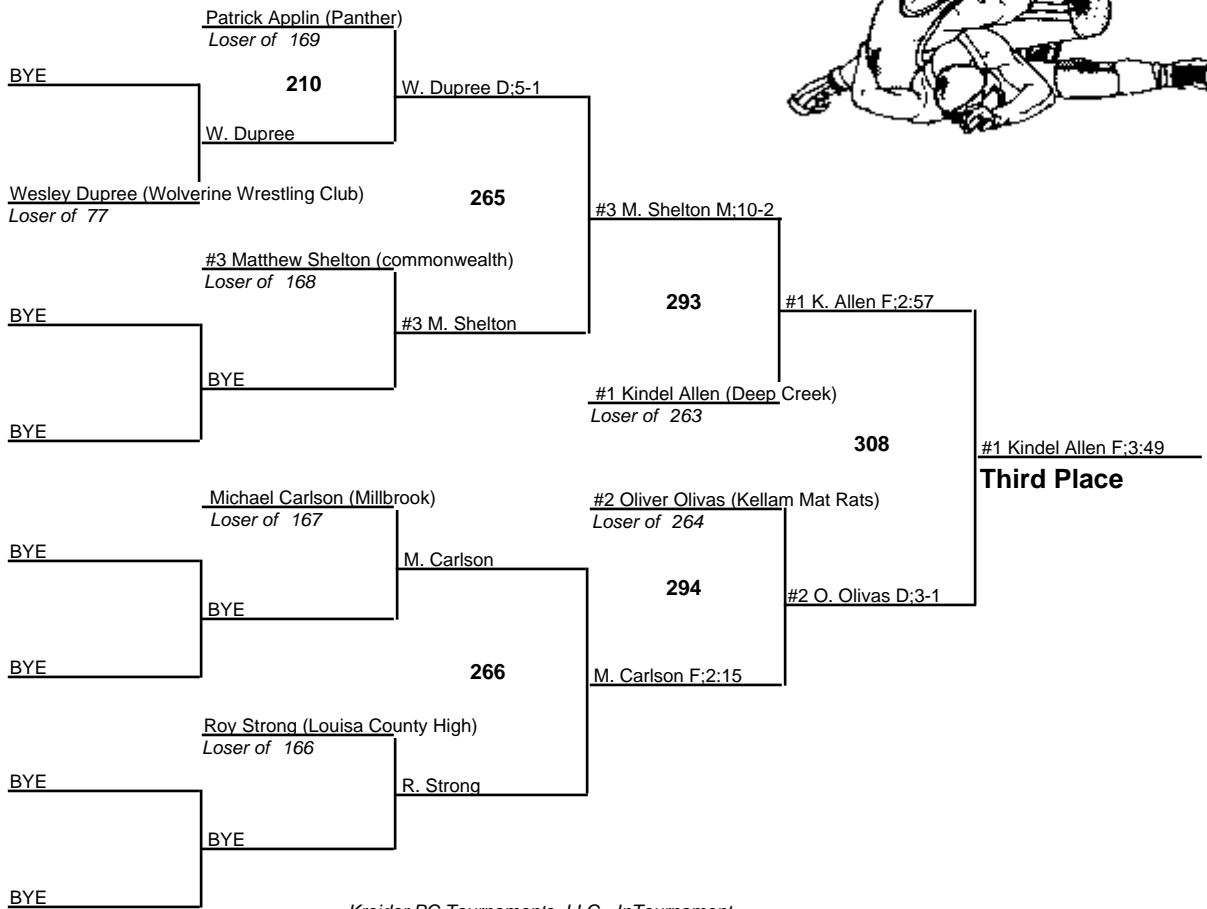 Patrick Applin (Panther)
Loser of 169
BYE
210
W. Dupree D;5-1
W. Dupree
Wesley Dupree (Wolverine Wrestling Club)
Loser of 77
265
#3 M. Shelton M;10-2
#3 Matthew Shelton (commonwealth)
Loser of 168
BYE
#3 M. Shelton
293
#1 K. Allen F;2:57
BYE
#1 Kindel Allen (Deep Creek)
Loser of 263
BYE
308
#1 Kindel Allen F;3:49
Third Place
Michael Carlson (Millbrook)
Loser of 167
#2 Oliver Olivas (Kellam Mat Rats)
Loser of 264
BYE
M. Carlson
294
#2 O. Olivas D;3-1
BYE
BYE
266
M. Carlson F;2:15
Roy Strong (Louisa County High)
Loser of 166
BYE
R. Strong
BYE
BYE
Kreider PC Tournaments, LLC - InTournament